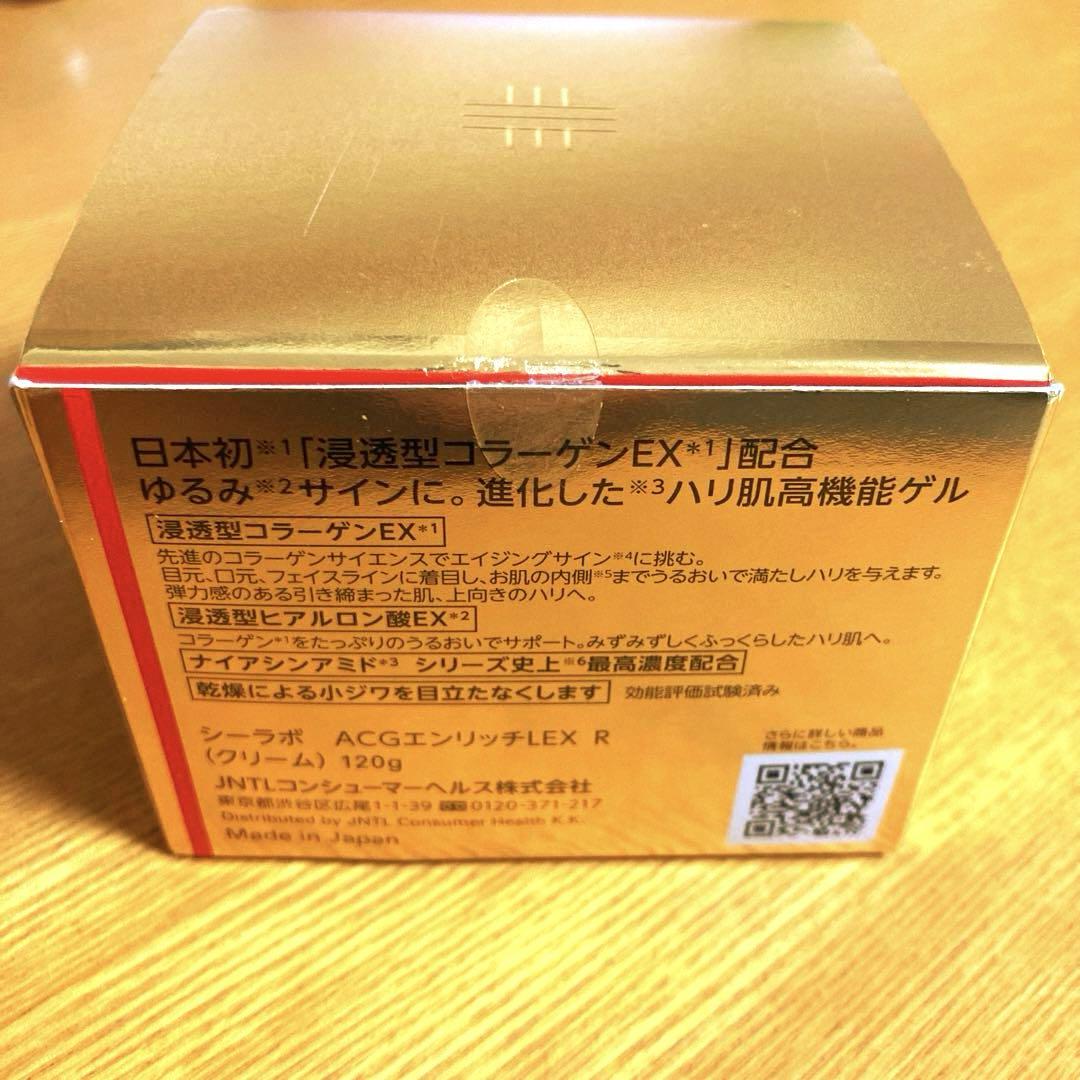 日本初※1「浸透型コラーゲンEX*1」配合
ゆるみ※2サインに。進化した※3ハリ肌高機能ゲル
浸透型コラーゲンEX*1
先進のコラーゲンサイエンスでエイジングサイン※4に挑む。
目元、口元、フェイスラインに着目し、お肌の内側※5までうるおいで満たしハリを与えます。
弾力感のある引き締まった肌、上向きのハリへ。
浸透型ヒアルロン酸EX*2
コラーゲン*1をたっぷりのうるおいでサポート。みずみずしくふっくらしたハリ肌へ。
ナイアシンアミド*3 シリーズ史上※6最高濃度配合
乾燥による小ジワを目立たなくします 効能評価試験済み
シーラボ ACGエンリッチLEX R
(クリーム) 120g
JNTLコンシューマーヘルス株式会社
東京都渋谷区広尾1-1-39 0120-371-217
Distributed by JNTL Consumer Health K.K.
Made in Japan
さらに詳しい商品
情報はこちら。